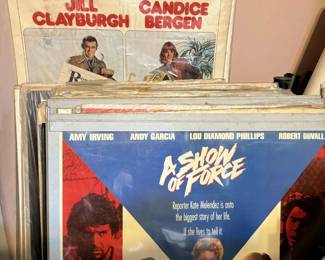 JILL CANDICE
CLAYBURGH BERGEN
AMY IRVING ANDY GARCIA LOU DIAMOND PHILLIPS ROBERT DUVALL
A SHOW
OF FORCE
Reporter Kate Melendez is onto
the biggest story of her life.
If she lives to tell it.